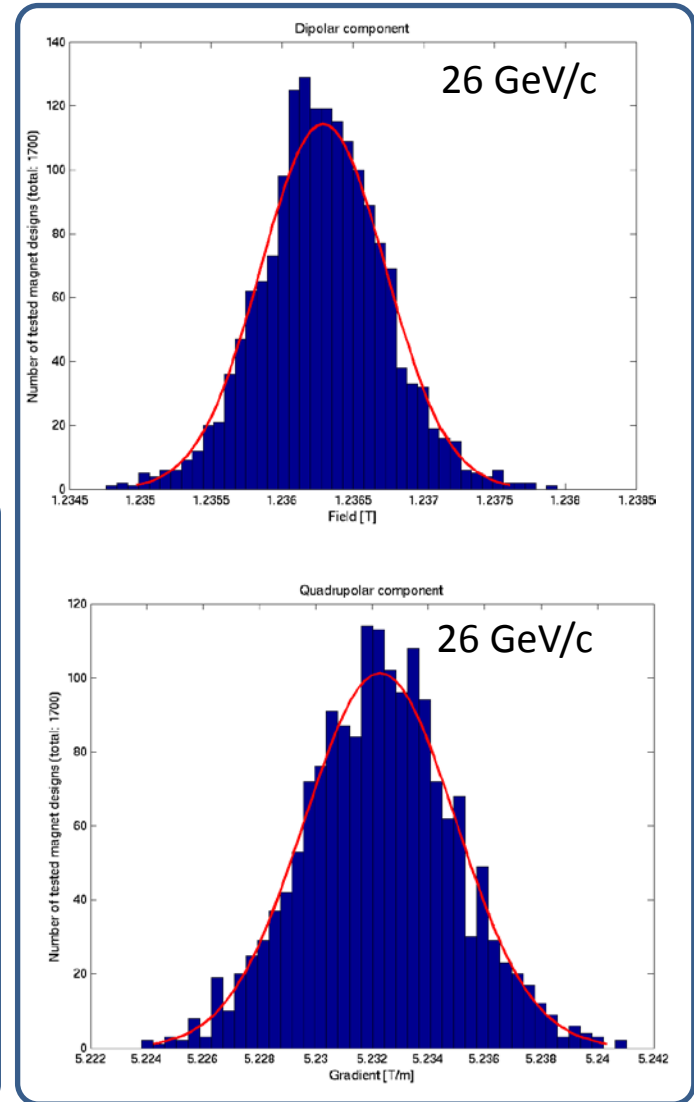 Dipolar component
26 GeV/c
Number of tested magnet designs (total: 1700)
140
120
100
80
60
40
20
0
1.2345 1.235 1.2355 1.236 1.2365 1.237 1.2375 1.238 1.2385
Field [T]
Quadrupolar component
26 GeV/c
Number of tested magnet designs (total: 1700)
120
100
80
60
40
20
0
5.222 5.224 5.226 5.228 5.23 5.232 5.234 5.236 5.238 5.24 5.242
Gradient [T/m]